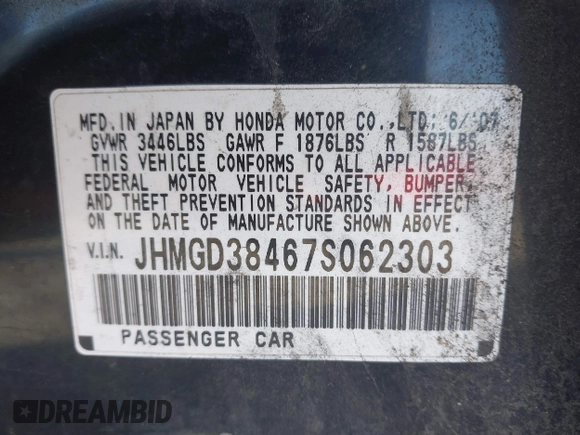 MFD.IN JAPAN BY HONDA MOTOR CO.,LTD: 6/'07
GVWR 3446LBS GAWR F 1876LBS R 1587LBS
THIS VEHICLE CONFORMS TO ALL APPLICABLE
FEDERAL MOTOR VEHICLE SAFETY, BUMPER,
AND THEFT PREVENTION STANDARDS IN EFFECT
ON THE DATE OF MANUFACTURE SHOWN ABOVE.
V.I.N. JHMGD38467S062303
PASSENGER CAR
DREAMBID